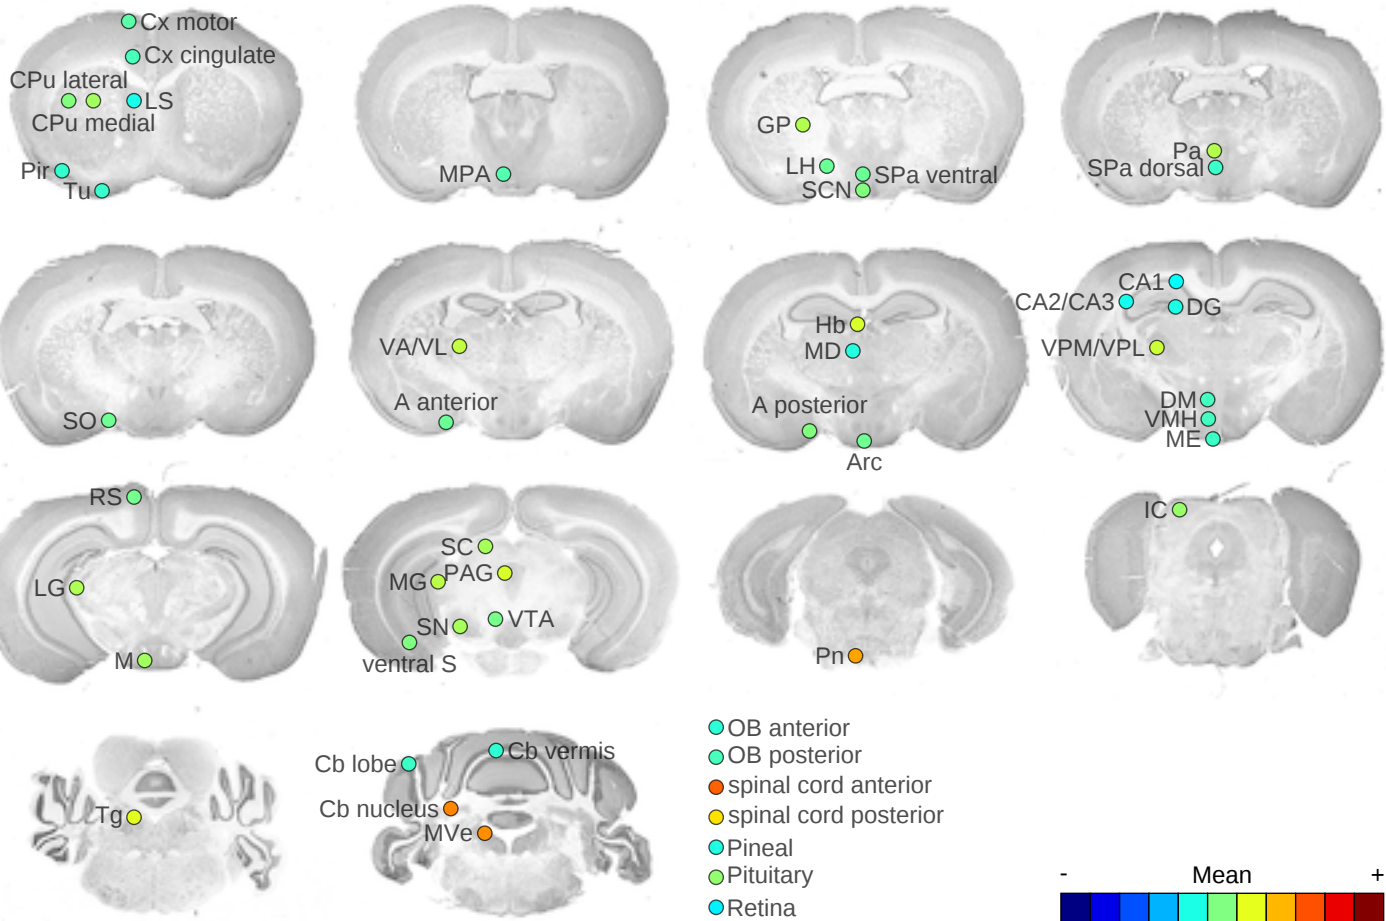 Cx motor
Cx cingulate
CPu lateral
LS
CPu medial
Pir
Tu
MPA
GP
LH
SPa ventral
SCN
Pa
SPa dorsal
SO
VA/VL
A anterior
Hb
MD
A posterior
Arc
CA1
CA2/CA3
DG
VPM/VPL
DM
VMH
ME
RS
LG
M
SC
PAG
MG
SN
VTA
ventral S
Pn
IC
Tg
Cb lobe
Cb vermis
Cb nucleus
MVe
OB anterior
OB posterior
spinal cord anterior
spinal cord posterior
Pineal
Pituitary
Retina
- Mean +